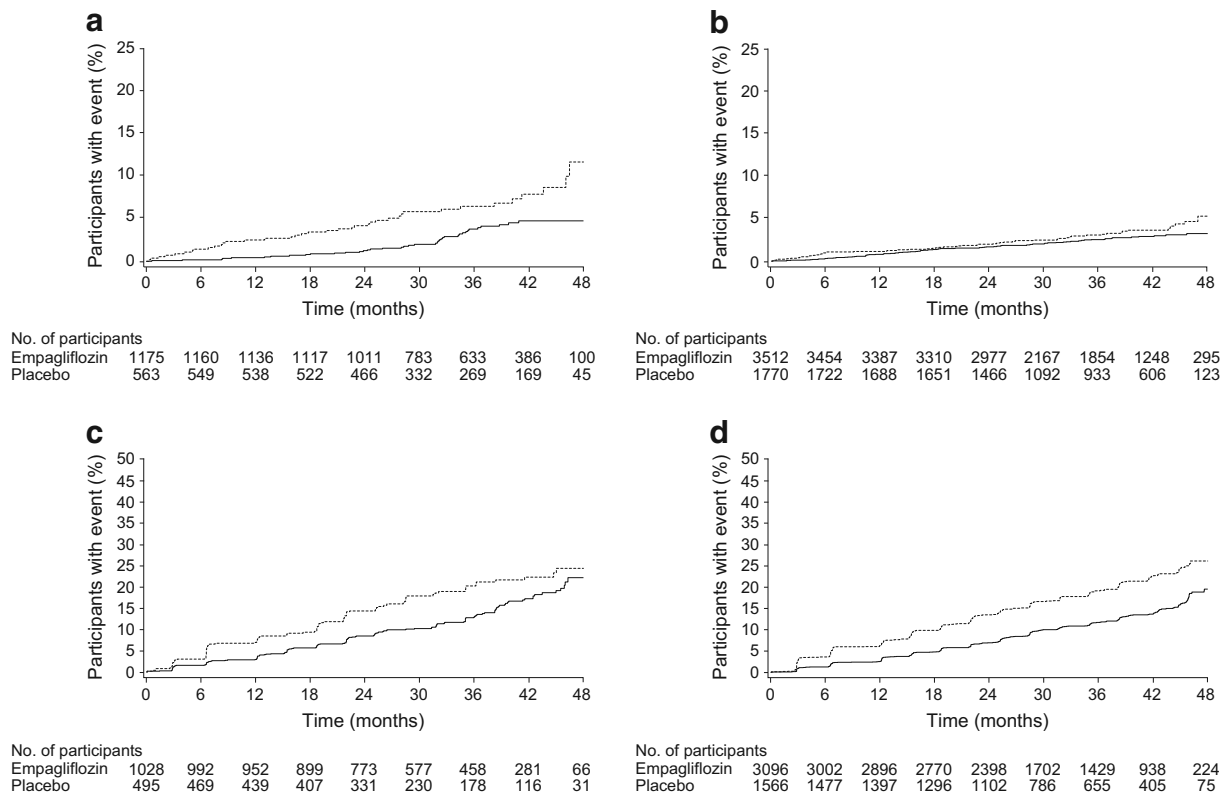 a
Participants with event (%)
25
20
15
10
5
0
0 6 12 18 24 30 36 42 48
Time (months)
No. of participants
Empagliflozin 1175 1160 1136 1117 1011 783 633 386 100
Placebo 563 549 538 522 466 332 269 169 45
b
Participants with event (%)
25
20
15
10
5
0
0 6 12 18 24 30 36 42 48
Time (months)
No. of participants
Empagliflozin 3512 3454 3387 3310 2977 2167 1854 1248 295
Placebo 1770 1722 1688 1651 1466 1092 933 606 123
c
Participants with event (%)
50
45
40
35
30
25
20
15
10
5
0
0 6 12 18 24 30 36 42 48
Time (months)
No. of participants
Empagliflozin 1028 992 952 899 773 577 458 281 66
Placebo 495 469 439 407 331 230 178 116 31
d
Participants with event (%)
50
45
40
35
30
25
20
15
10
5
0
0 6 12 18 24 30 36 42 48
Time (months)
No. of participants
Empagliflozin 3096 3002 2896 2770 2398 1702 1429 938 224
Placebo 1566 1477 1397 1296 1102 786 655 405 75